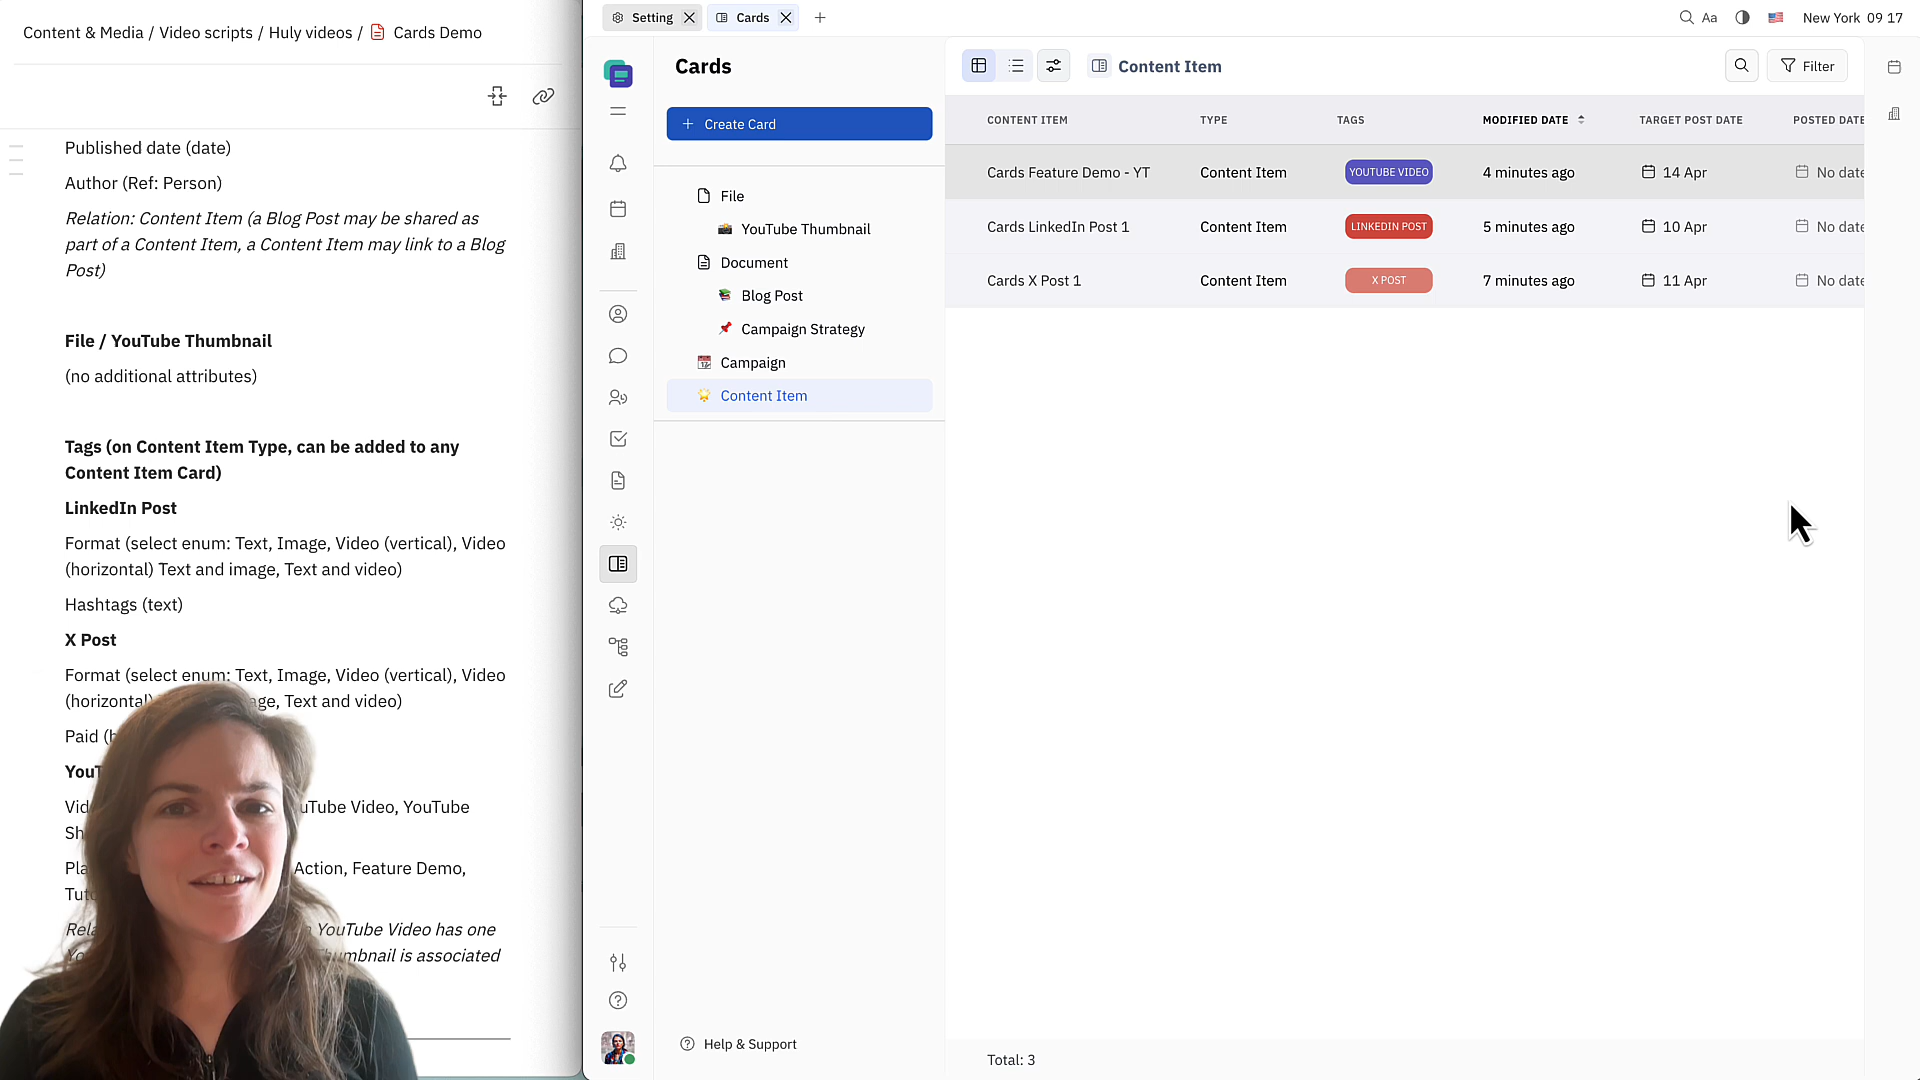 Content & Media / Video scripts / Huly videos / Cards Demo
Published date (date)
Author (Ref: Person)
Relation: Content Item (a Blog Post may be shared as
part of a Content Item, a Content Item may link to a Blog
Post)
File / YouTube Thumbnail
(no additional attributes)
Tags (on Content Item Type, can be added to any
Content Item Card)
LinkedIn Post
Format (select enum: Text, Image, Video (vertical), Video
(horizontal) Text and image, Text and video)
Hashtags (text)
X Post
Format (select enum: Text, Image, Video (vertical), Video
(horizontal) Text and video)
Paid
Video, YouTube
Action, Feature Demo,
YouTube Video has one
is associated
Setting
Cards
Aa
New York 09 17
Cards
Create Card
File
YouTube Thumbnail
Document
Blog Post
Campaign Strategy
Campaign
Content Item
Help & Support
Content Item
Filter
CONTENT ITEM TYPE TAGS MODIFIED DATE TARGET POST DATE POSTED DATE
Cards Feature Demo - YT Content Item YOUTUBE VIDEO 4 minutes ago 14 Apr No date
Cards LinkedIn Post 1 Content Item LINKEDIN POST 5 minutes ago 10 Apr No date
Cards X Post 1 Content Item X POST 7 minutes ago 11 Apr No date
Total: 3